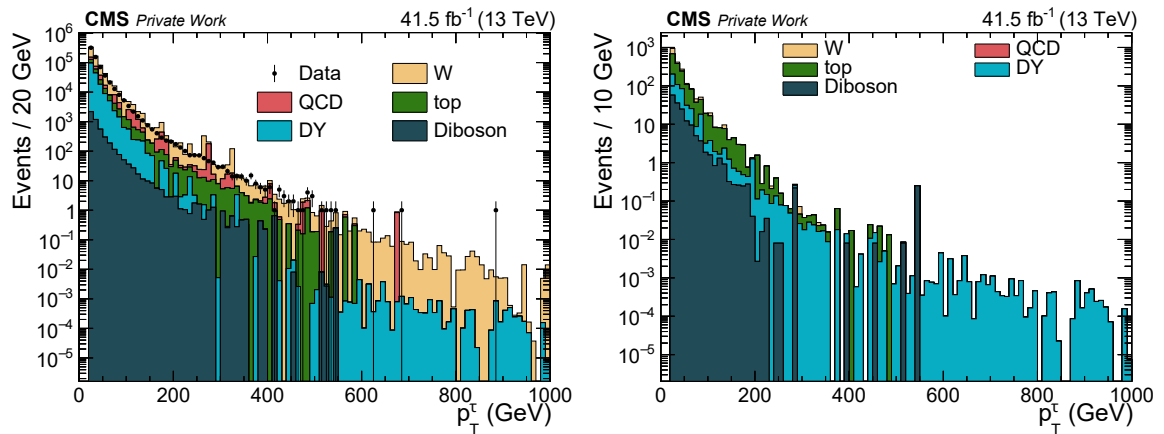 CMS Private Work 41.5 fb⁻¹ (13 TeV)
Events / 20 GeV
10⁶
10⁵
10⁴
10³
10²
10
1
10⁻¹
10⁻²
10⁻³
10⁻⁴
10⁻⁵
Data W
QCD top
DY Diboson
0 200 400 600 800 1000
p_T^τ (GeV)
CMS Private Work 41.5 fb⁻¹ (13 TeV)
Events / 10 GeV
10³
10²
10
1
10⁻¹
10⁻²
10⁻³
10⁻⁴
10⁻⁵
W QCD
top DY
Diboson
0 200 400 600 800 1000
p_T^τ (GeV)